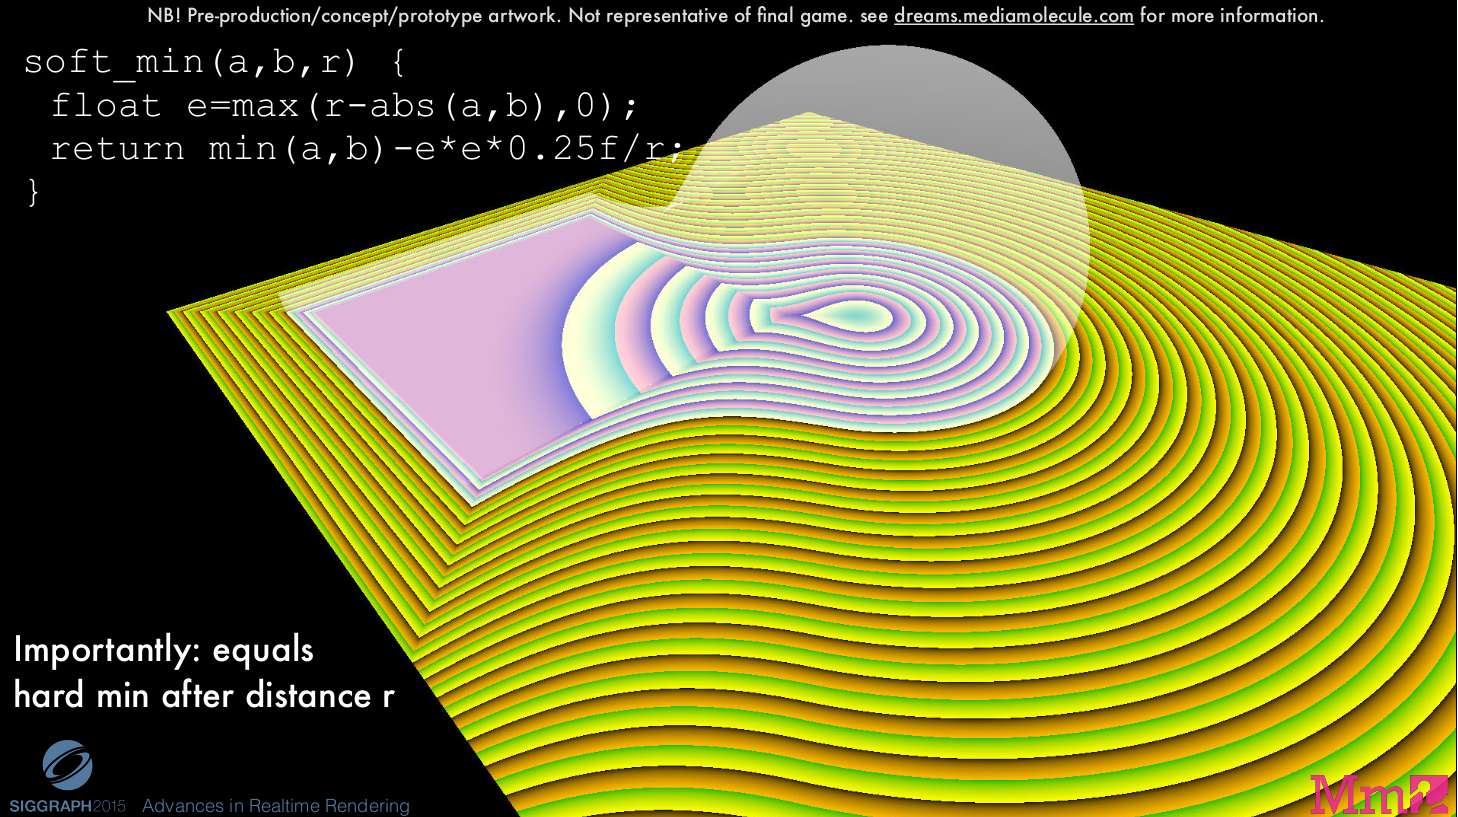 NB! Pre-production/concept/prototype artwork. Not representative of final game. see dreams.mediamolecule.com for more information.
soft_min(a,b,r) {
float e=max(r-abs(a,b),0);
return min(a,b)-e*e*0.25f/r;
}
Importantly: equals
hard min after distance r
SIGGRAPH2015 Advances in Realtime Rendering
Mm